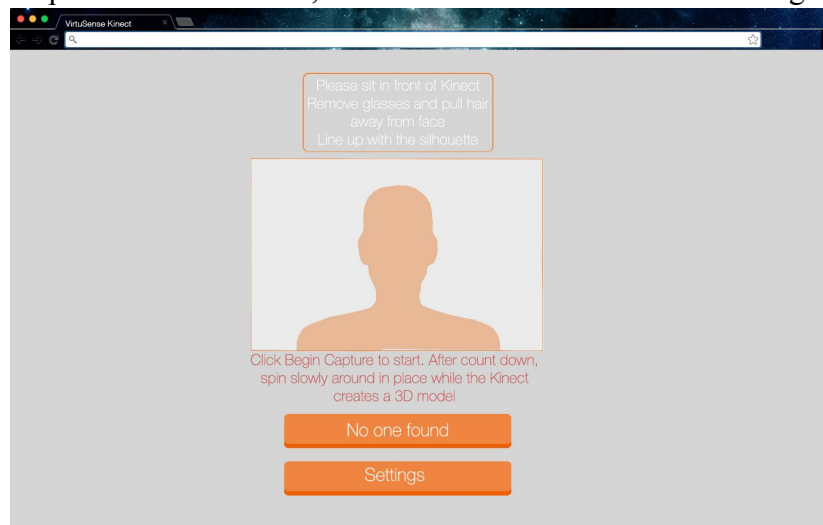 VirtuSense Kinect
Please sit in front of Kinect
Remove glasses and pull hair
away from face
Line up with the silhouette
Click Begin Capture to start. After count down,
spin slowly around in place while the Kinect
creates a 3D model
No one found
Settings